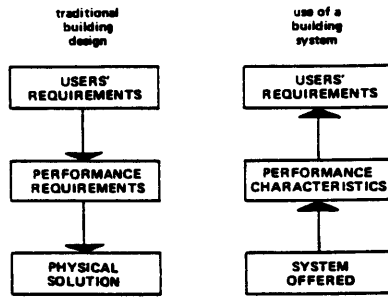 traditional
building
design
USERS'
REQUIREMENTS
PERFORMANCE
REQUIREMENTS
PHYSICAL
SOLUTION
use of a
building
system
USERS'
REQUIREMENTS
PERFORMANCE
CHARACTERISTICS
SYSTEM
OFFERED